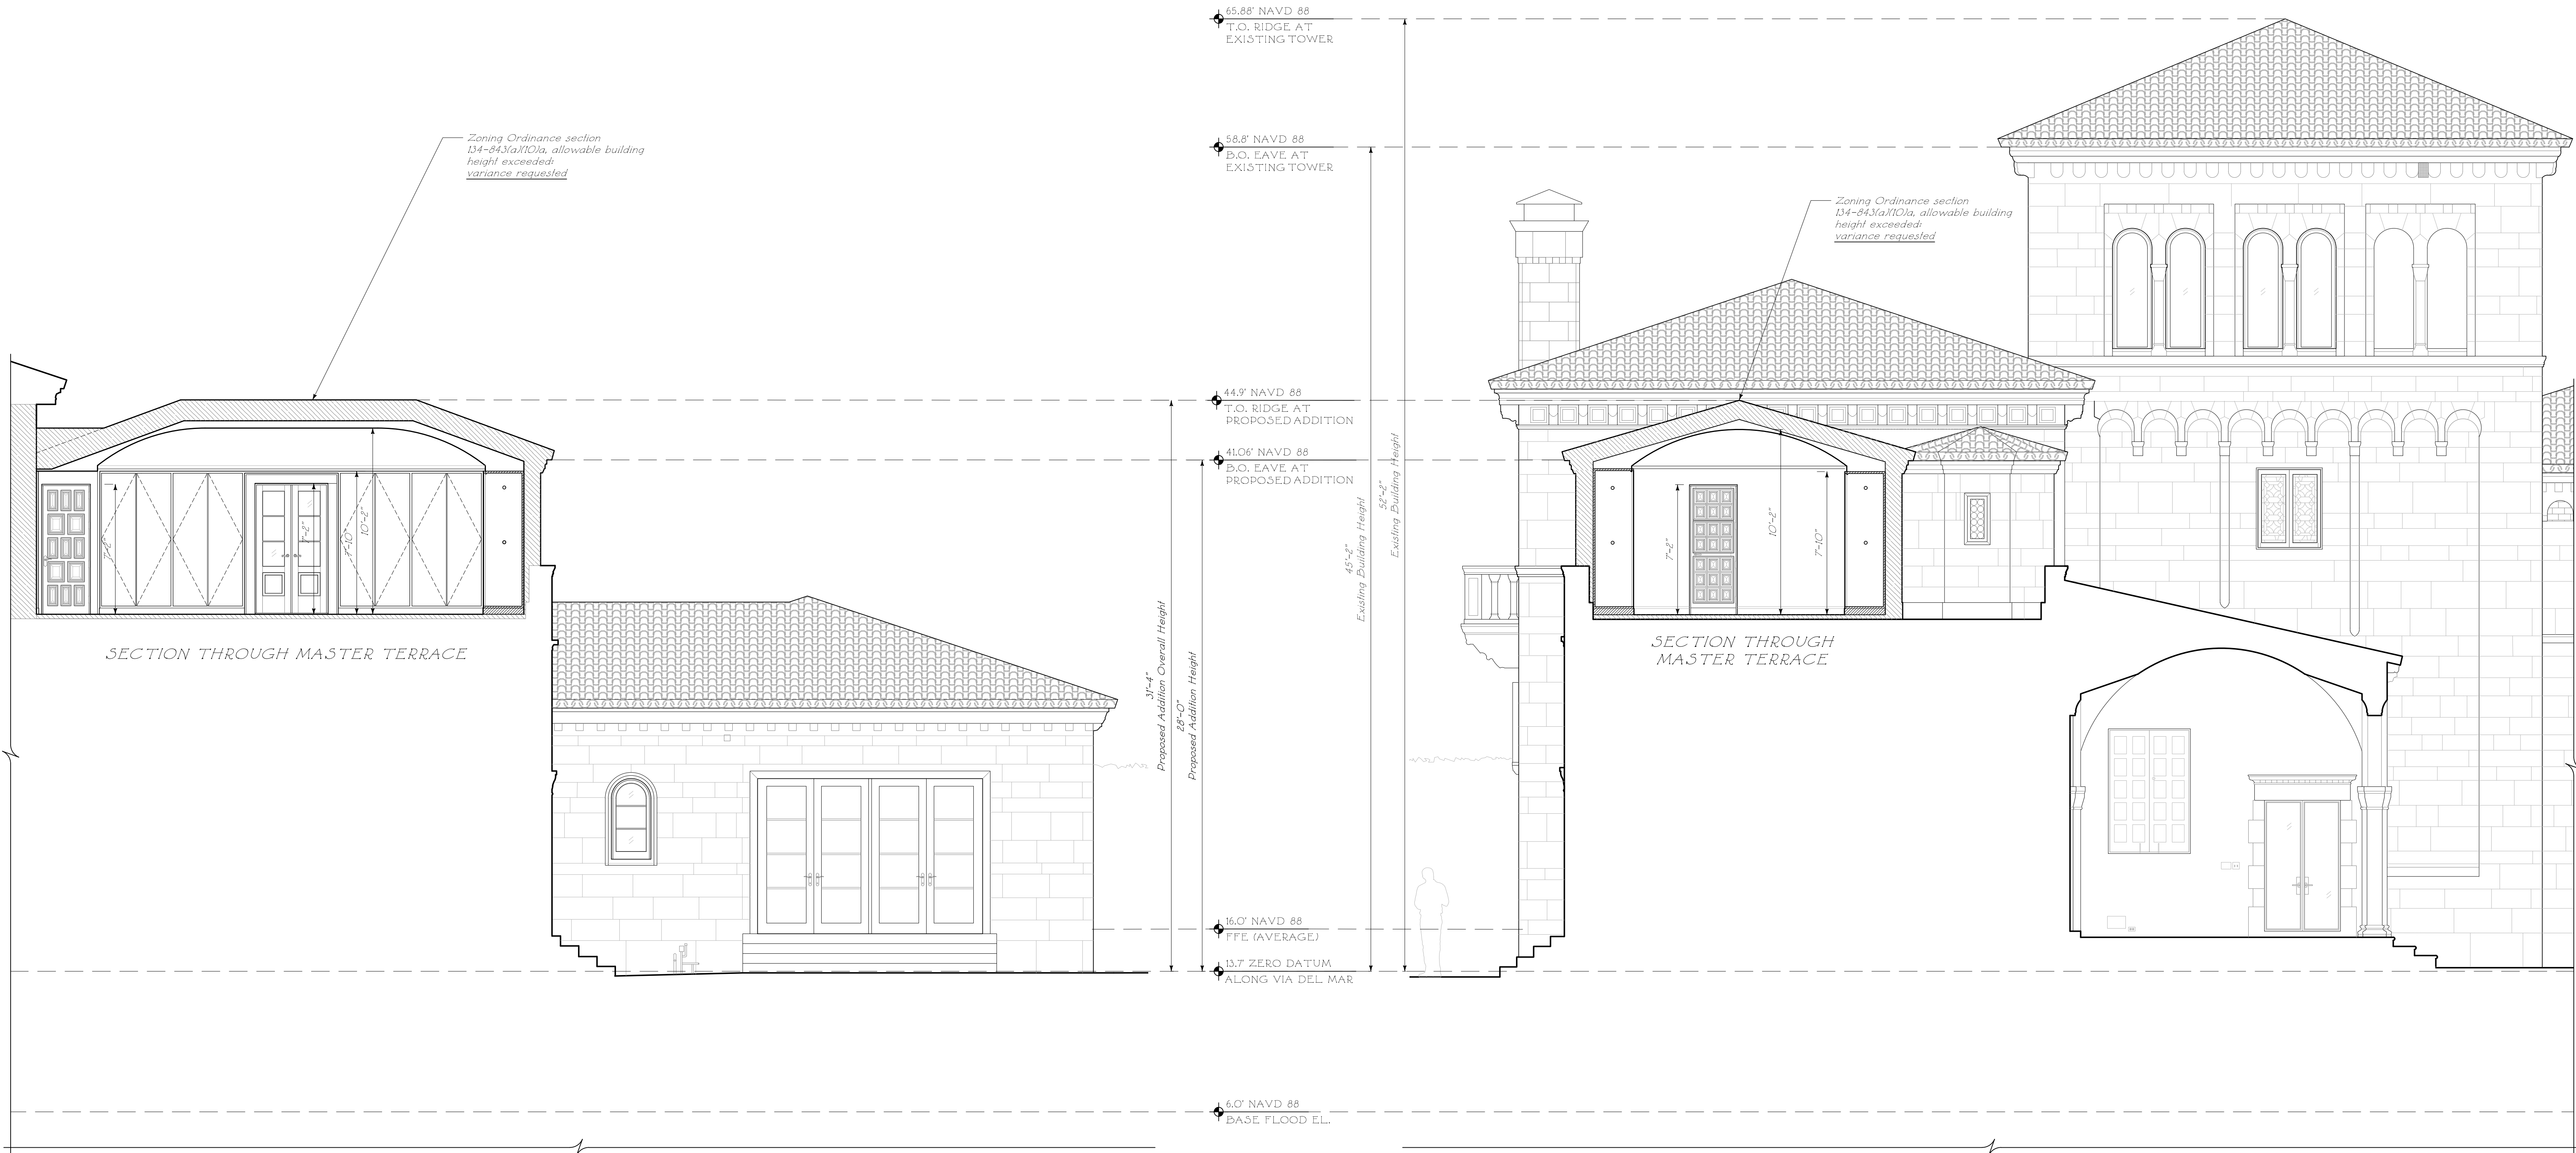 65.88' NAVD 88
T.O. RIDGE AT
EXISTING TOWER
Zoning Ordinance section
134-843(a)(10)a, allowable building
height exceeded:
variance requested
58.8' NAVD 88
B.O. EAVE AT
EXISTING TOWER
Zoning Ordinance section
134-843(a)(10)a, allowable building
height exceeded:
variance requested
44.9' NAVD 88
T.O. RIDGE AT
PROPOSED ADDITION
41.06' NAVD 88
B.O. EAVE AT
PROPOSED ADDITION
7'-2"
7'-2"
7'-10"
10'-2"
SECTION THROUGH MASTER TERRACE
31'-4"
Proposed Addition Overall Height
28'-0"
Proposed Addition Height
45'-2"
Existing Building Height
52'-2"
Existing Building Height
7'-2"
10'-2"
7'-10"
SECTION THROUGH
MASTER TERRACE
16.0' NAVD 88
FFE (AVERAGE)
13.7' ZERO DATUM
ALONG VIA DEL MAR
6.0' NAVD 88
BASE FLOOD EL.